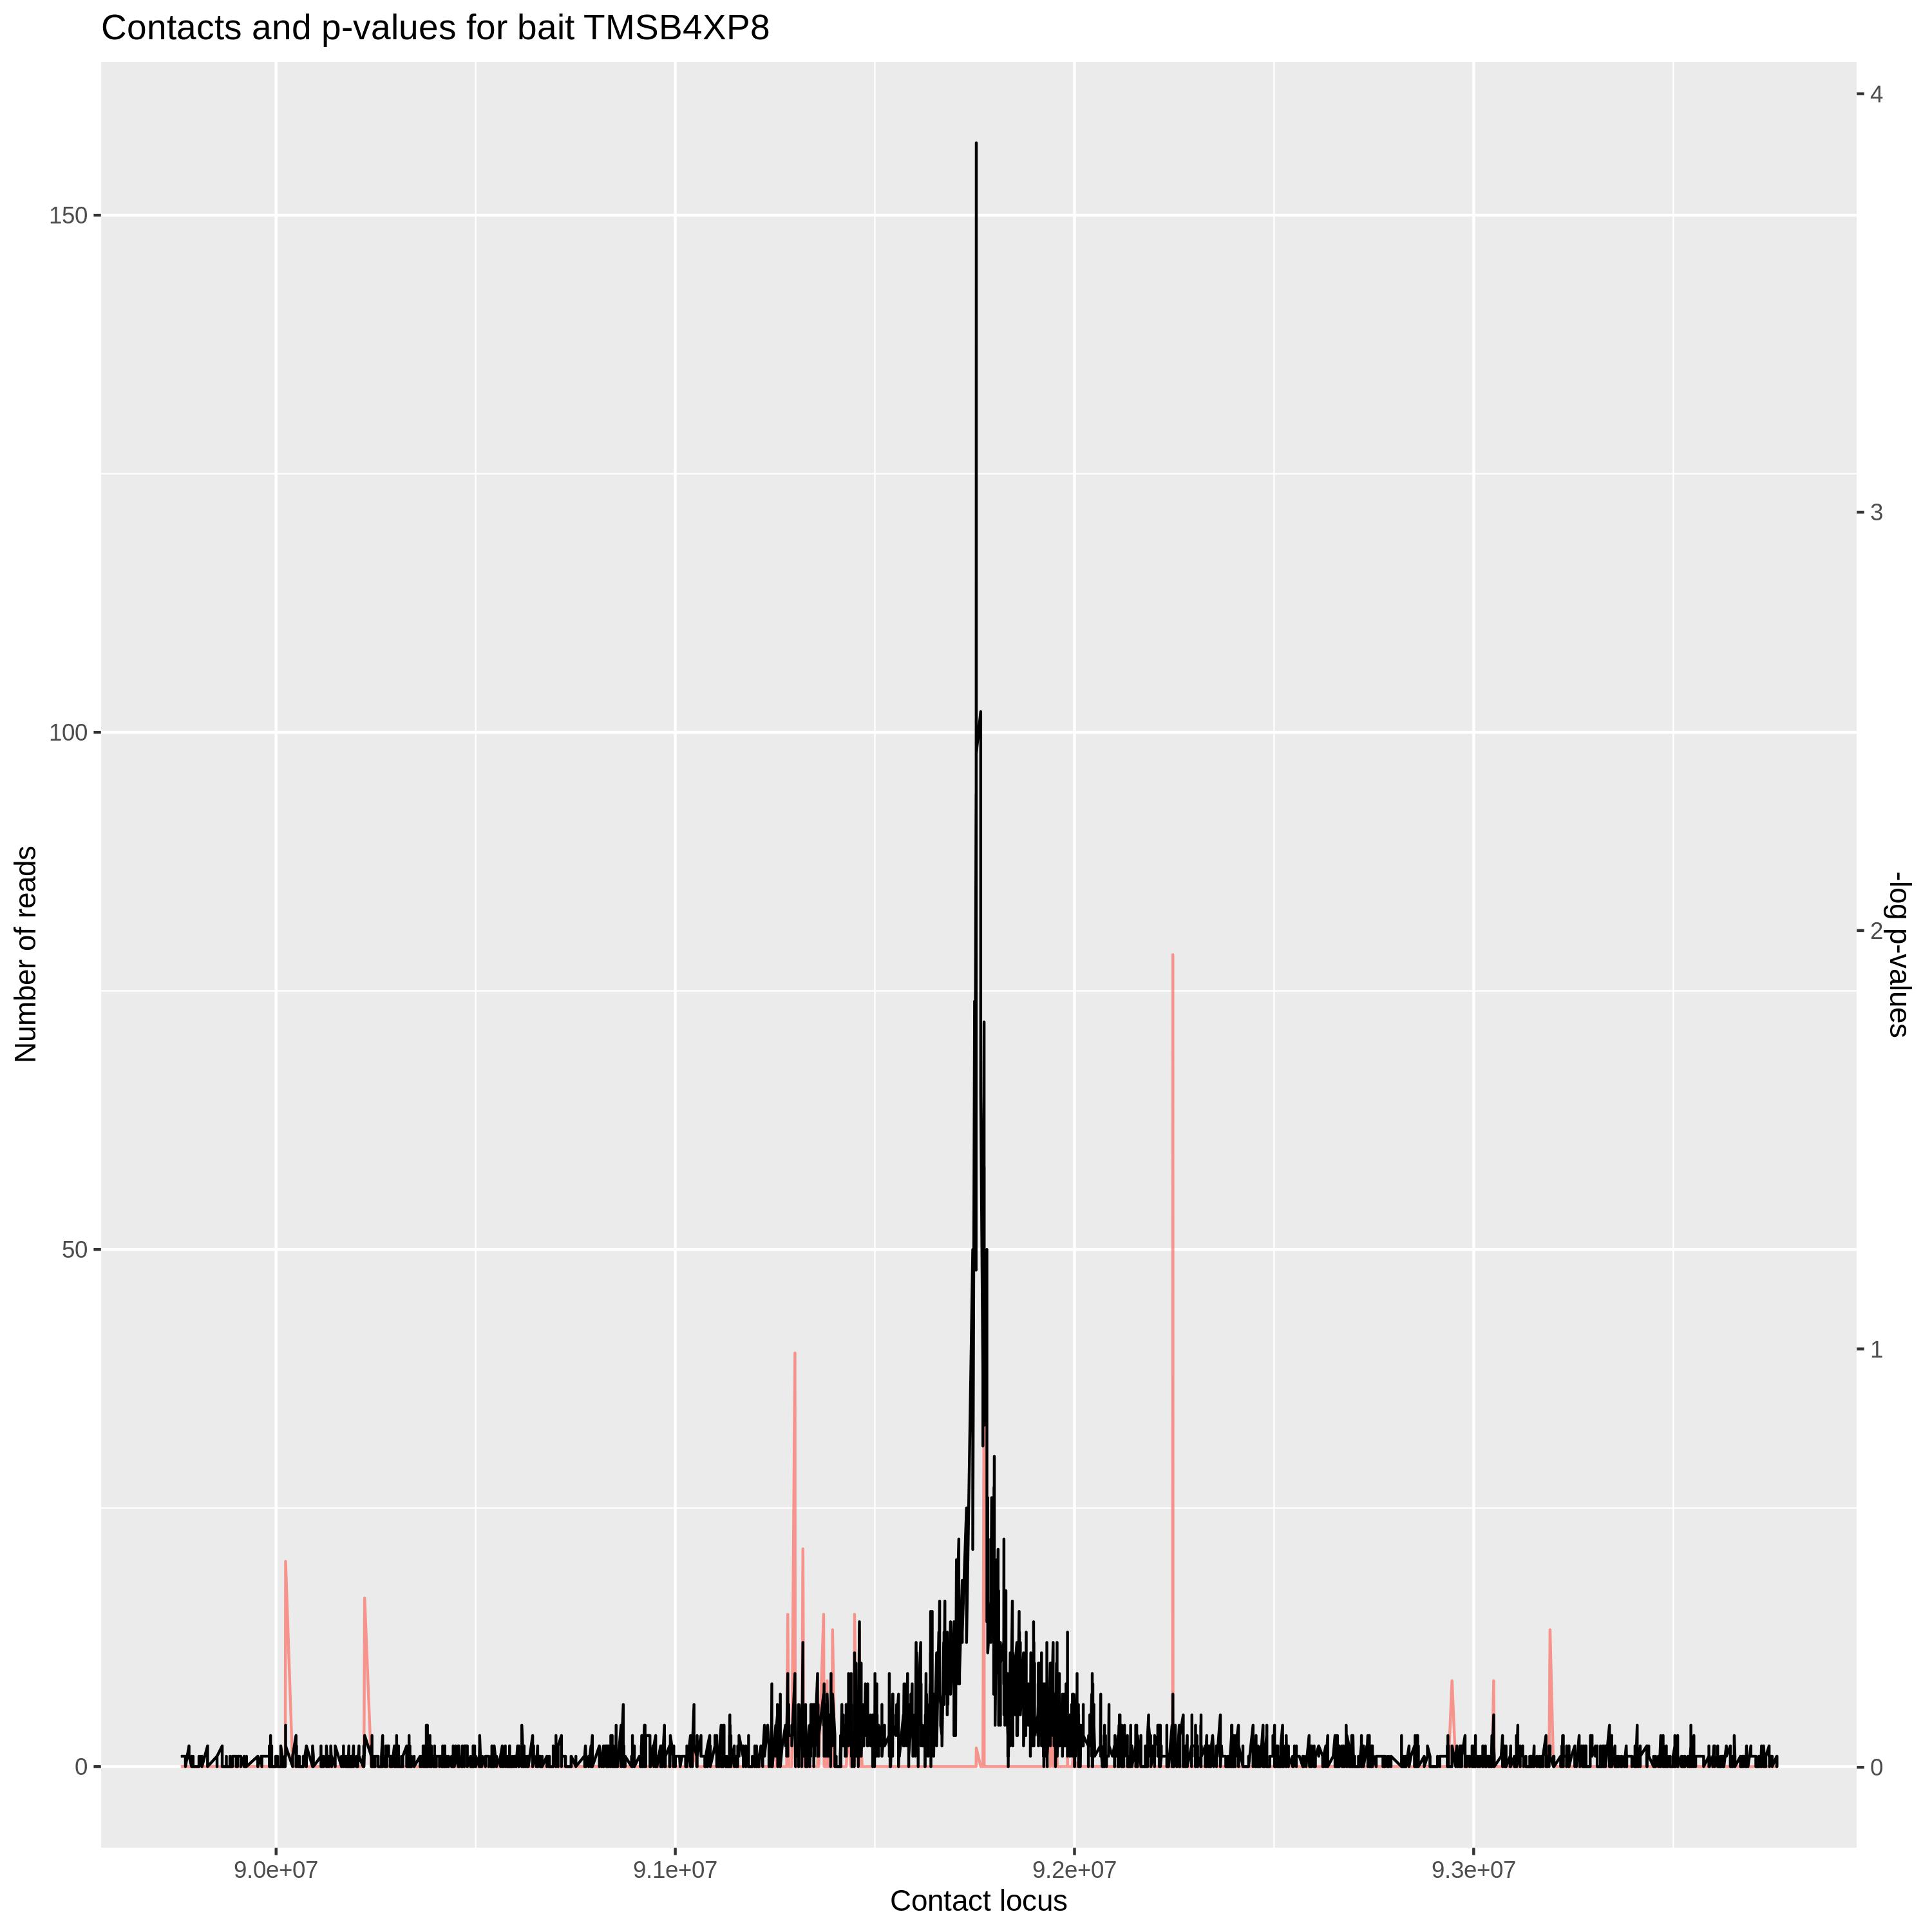 Contacts and p-values for bait TMSB4XP8
150
100
50
0
Number of reads
4
3
2
1
0
-log p-values
9.0e+07
9.1e+07
9.2e+07
9.3e+07
Contact locus